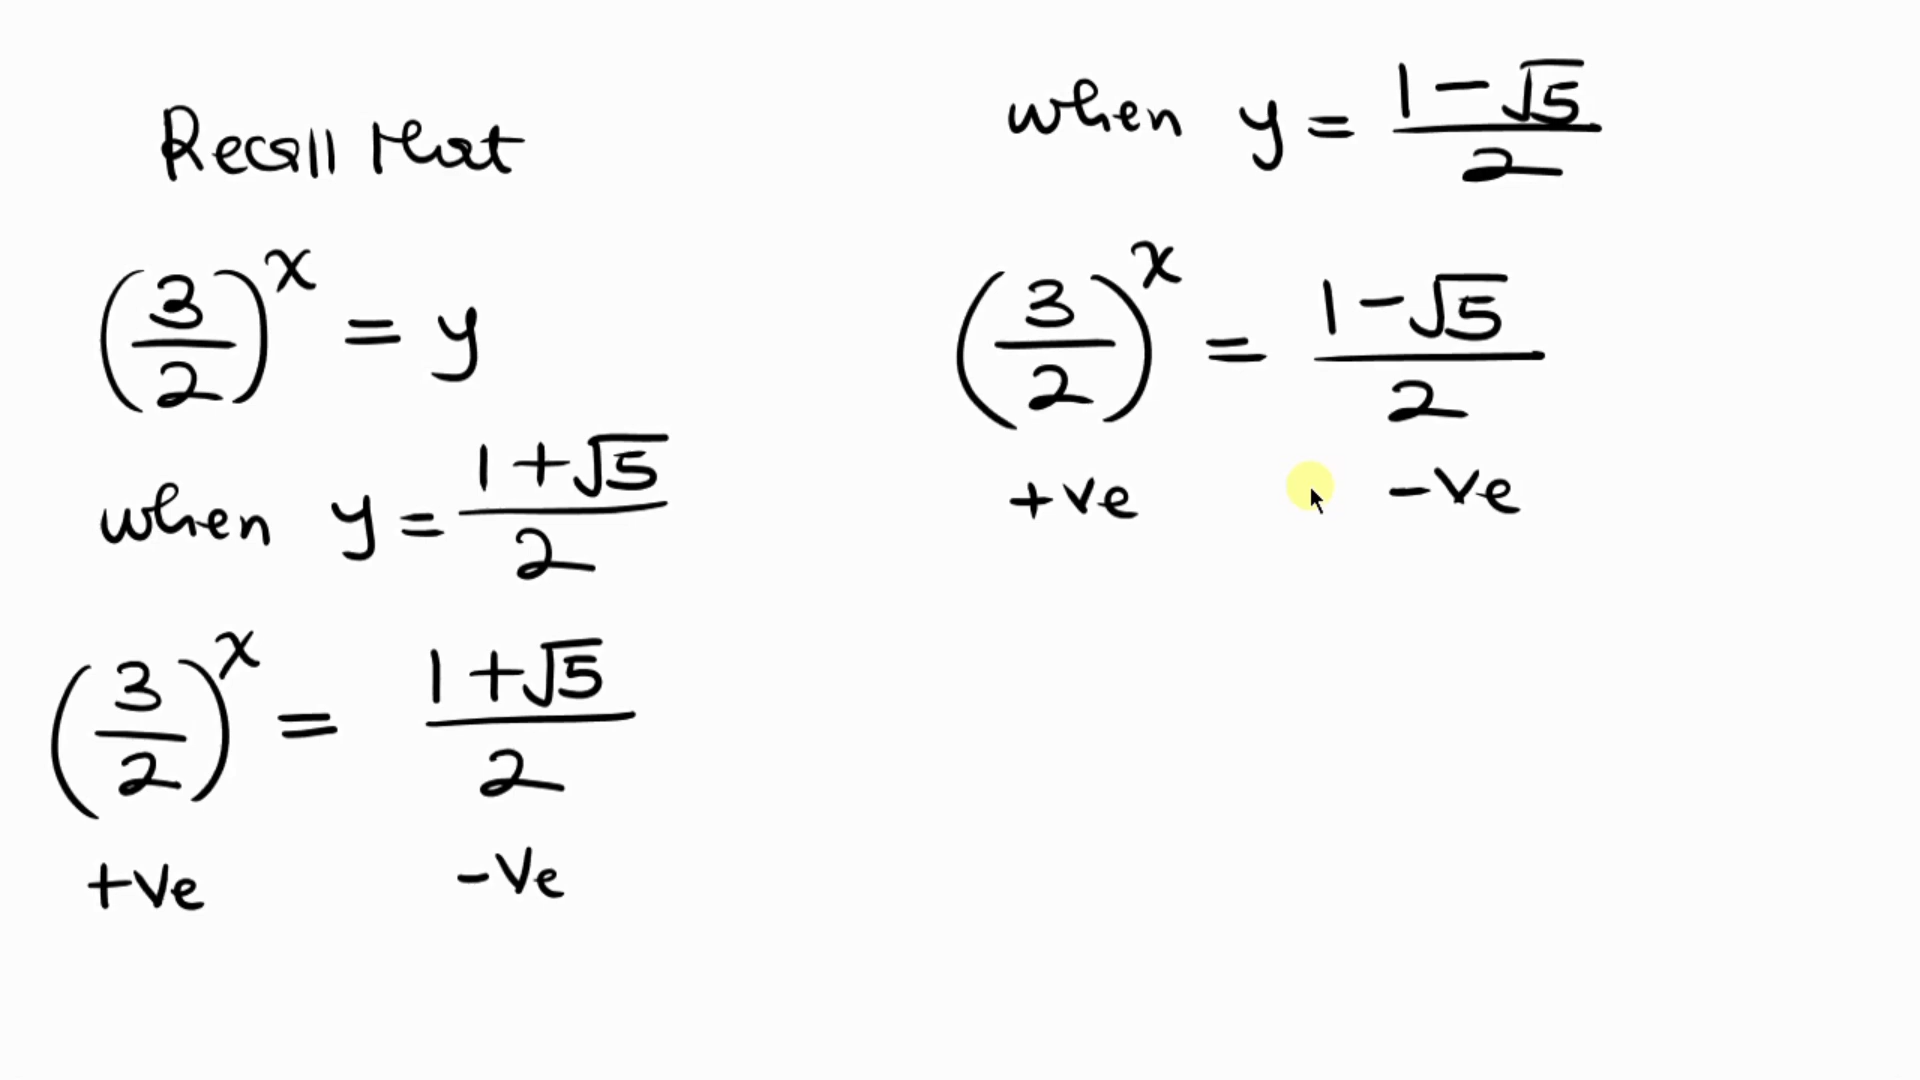 Recall that
(3/2)^x = y
when y = (1+√5)/2
(3/2)^x = (1+√5)/2
+ve -ve
when y = (1-√5)/2
(3/2)^x = (1-√5)/2
+ve -ve